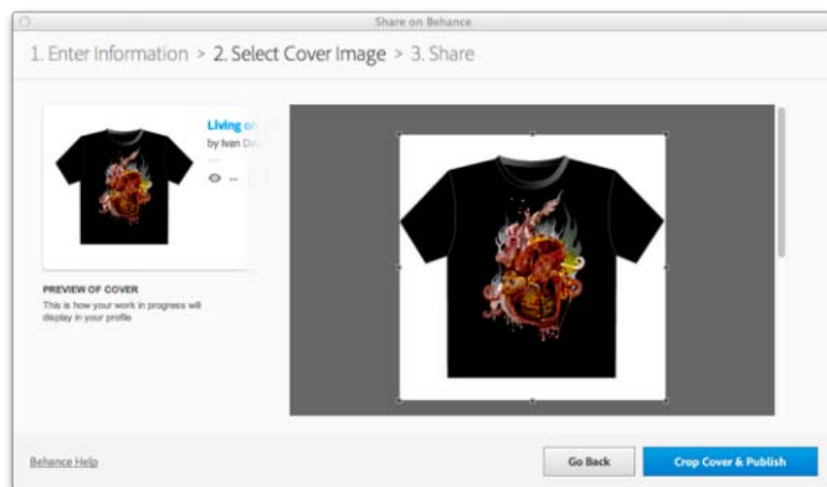 Share on Behance
1. Enter Information > 2. Select Cover Image > 3. Share
Living on
by Ivan
--
PREVIEW OF COVER
This is how your work in progress will
display in your profile
Behance Help
Go Back
Crop Cover & Publish